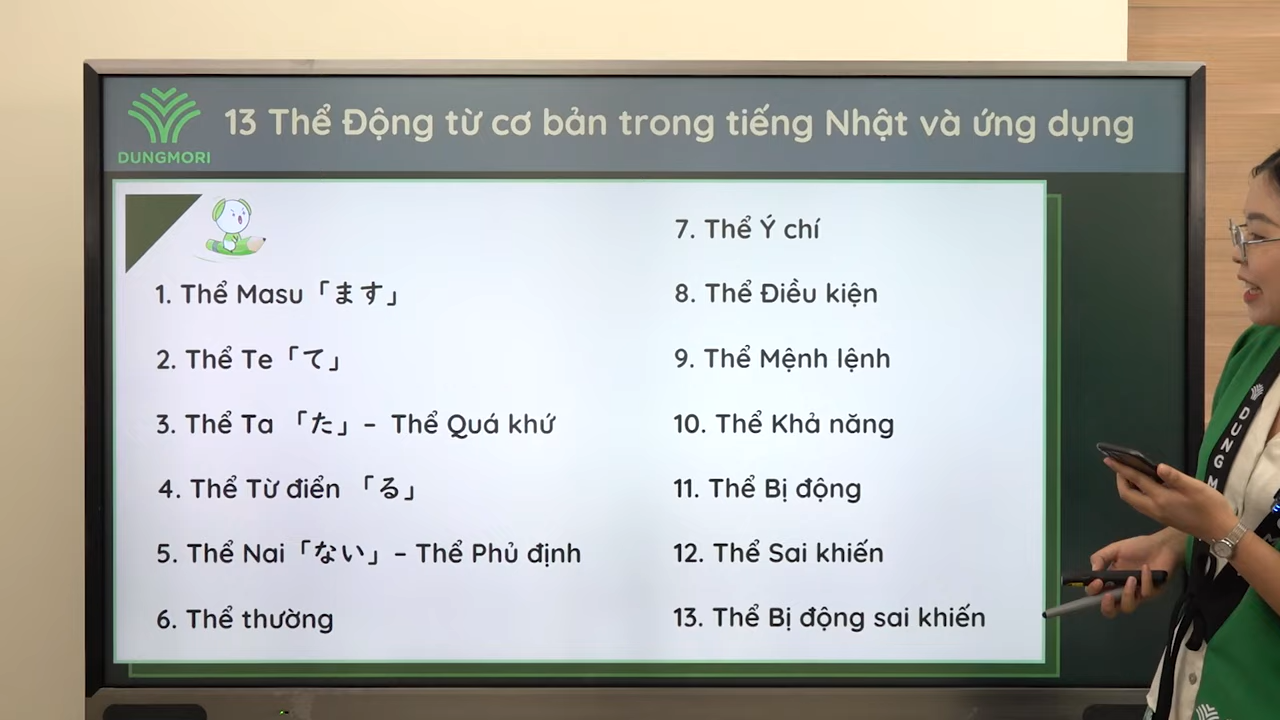 DUNGMORI
13 Thể Động từ cơ bản trong tiếng Nhật và ứng dụng
1. Thể Masu「ます」
2. Thể Te「て」
3. Thể Ta 「た」– Thể Quá khứ
4. Thể Từ điển 「る」
5. Thể Nai「ない」– Thể Phủ định
6. Thể thường
7. Thể Ý chí
8. Thể Điều kiện
9. Thể Mệnh lệnh
10. Thể Khả năng
11. Thể Bị động
12. Thể Sai khiến
13. Thể Bị động sai khiến
DUNG M